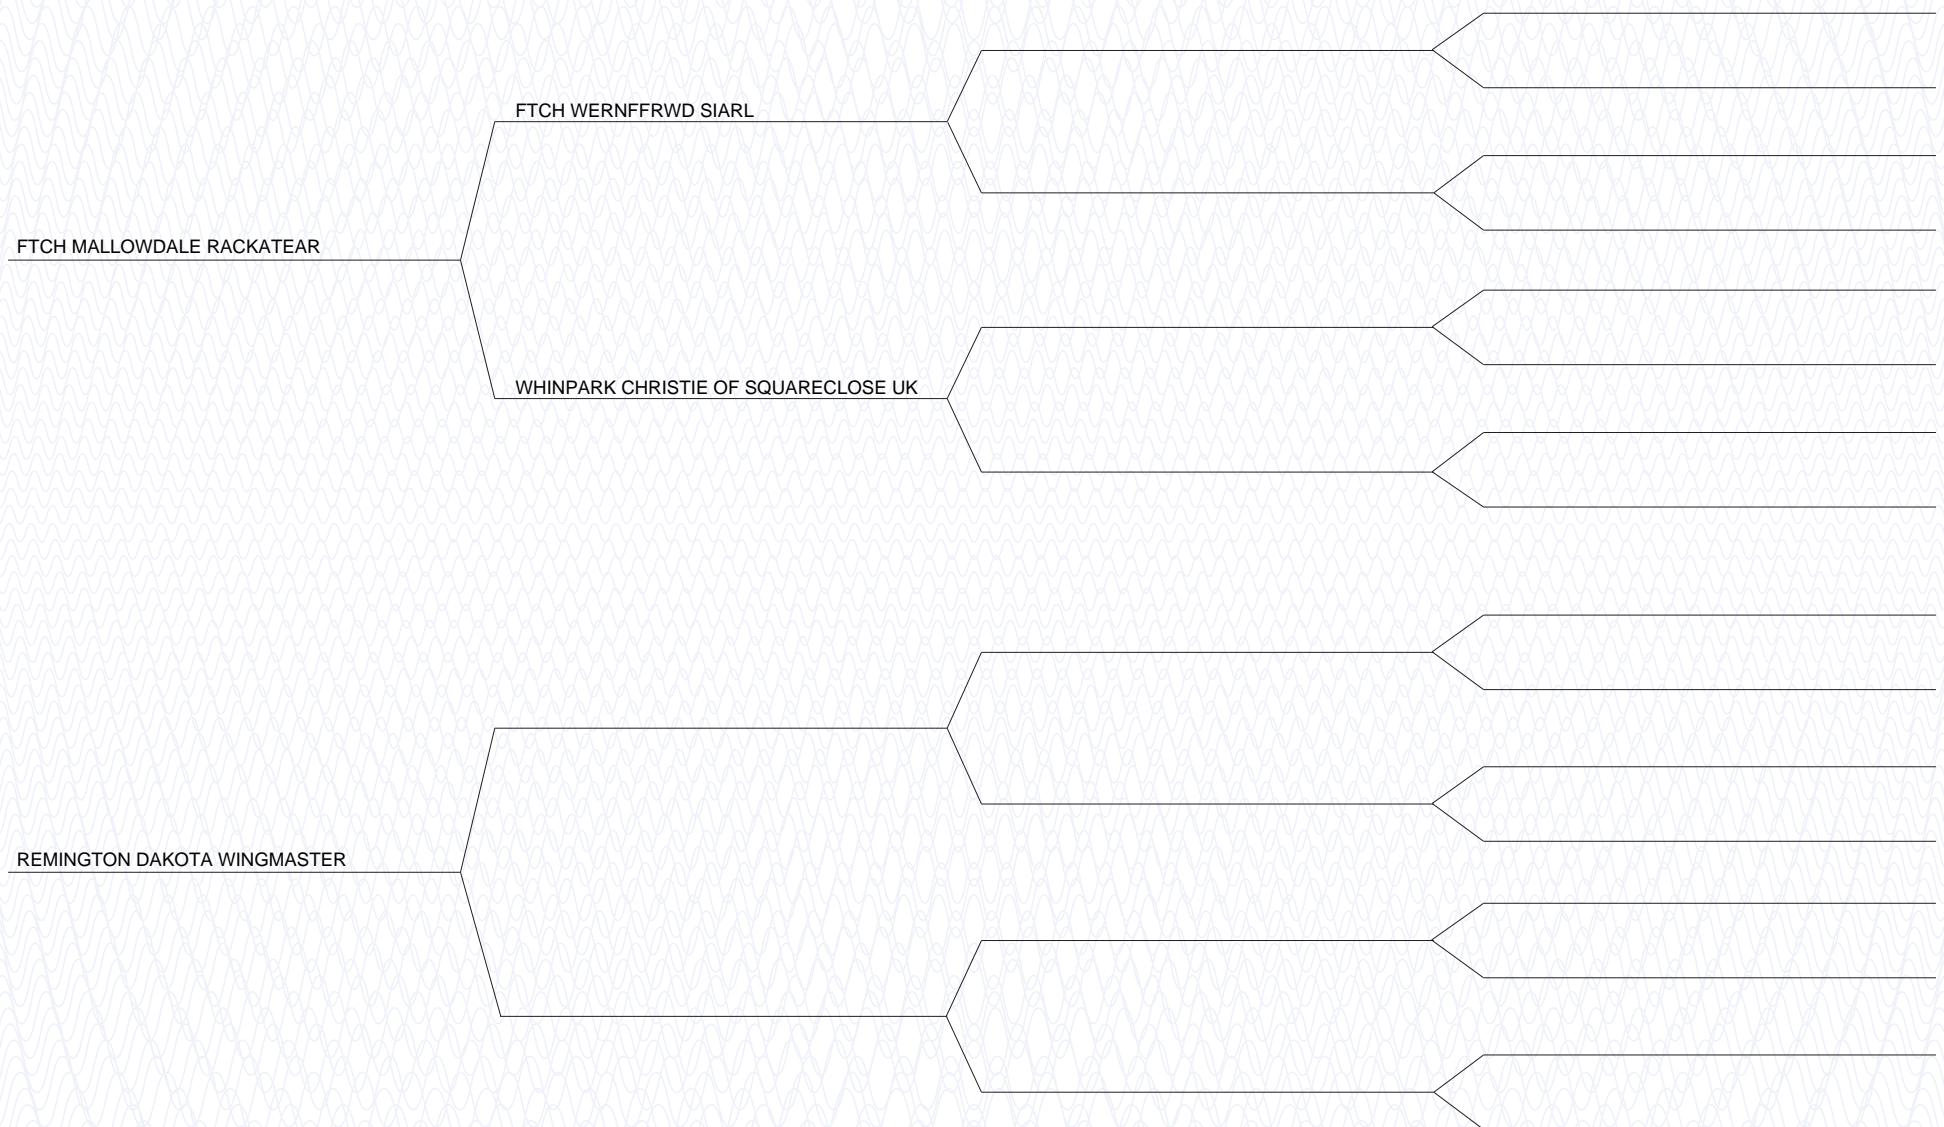 FTCH WERNFFRWD SIARL
FTCH MALLOWDALE RACKATEAR
WHINPARK CHRISTIE OF SQUARECLOSE UK
REMINGTON DAKOTA WINGMASTER